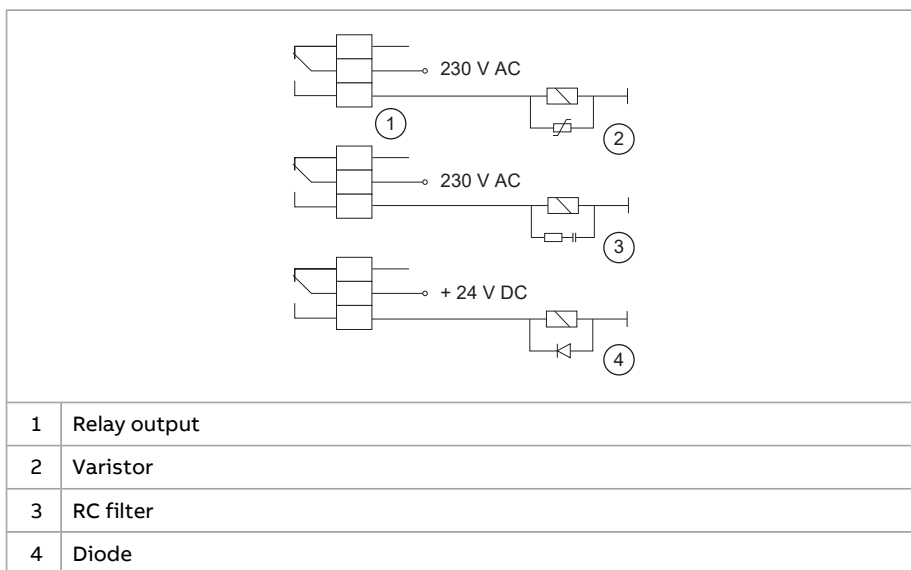 230 V AC
1
2
230 V AC
3
+ 24 V DC
4
1 Relay output
2 Varistor
3 RC filter
4 Diode